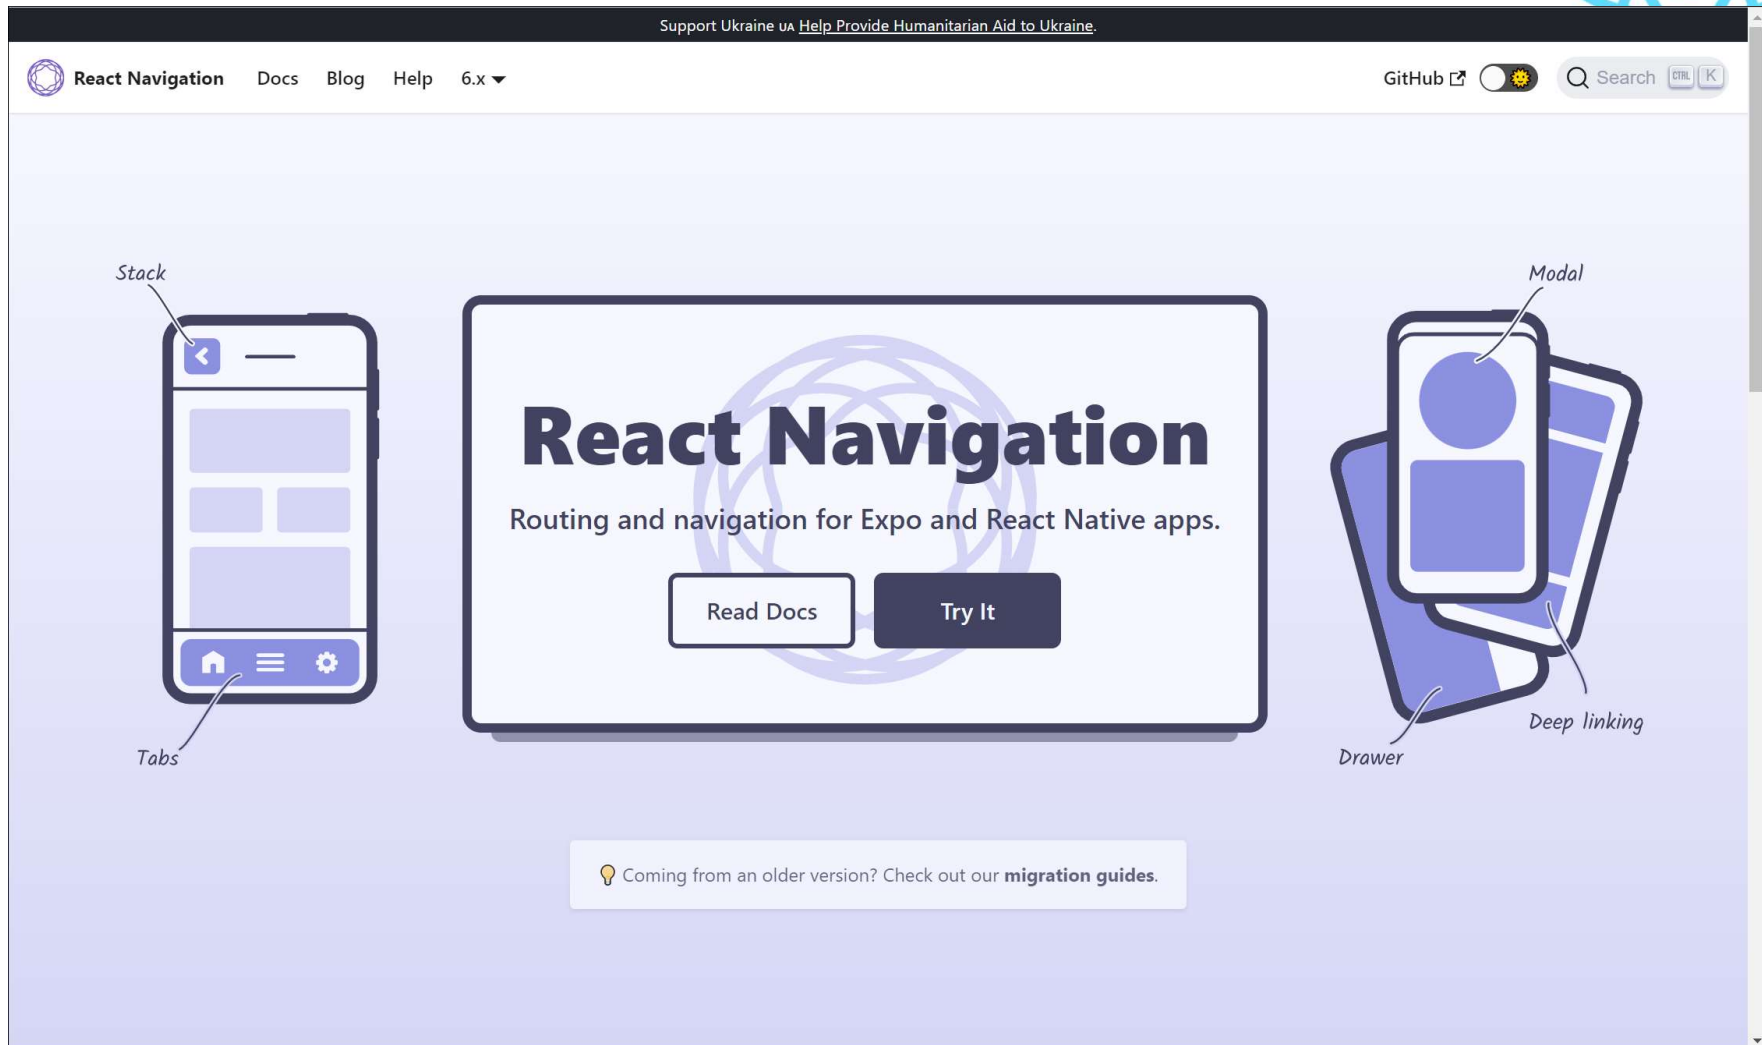 Support Ukraine UA Help Provide Humanitarian Aid to Ukraine.
React Navigation Docs Blog Help 6.x GitHub Search CTRL K
Stack
Modal
React Navigation
Routing and navigation for Expo and React Native apps.
Read Docs Try It
Deep linking
Tabs
Drawer
Coming from an older version? Check out our migration guides.